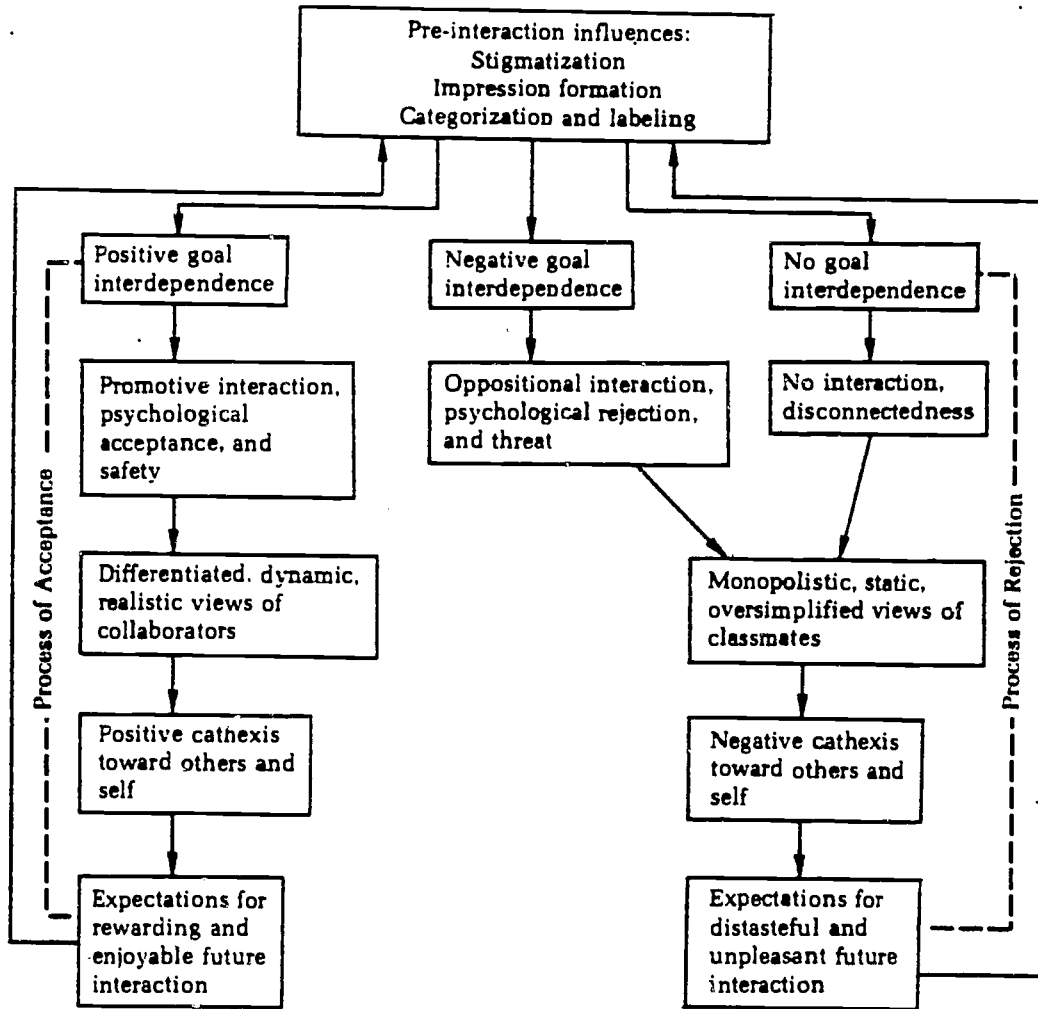 Pre-interaction influences:
Stigmatization
Impression formation
Categorization and labeling
Positive goal
interdependence
Negative goal
interdependence
No goal
interdependence
Promotive interaction,
psychological
acceptance, and
safety
Oppositional interaction,
psychological rejection,
and threat
No interaction,
disconnectedness
Process of Acceptance
Process of Rejection
Differentiated, dynamic,
realistic views of
collaborators
Monopolistic, static,
oversimplified views of
classmates
Positive cathexis
toward others and
self
Negative cathexis
toward others and
self
Expectations for
rewarding and
enjoyable future
interaction
Expectations for
distasteful and
unpleasant future
interaction